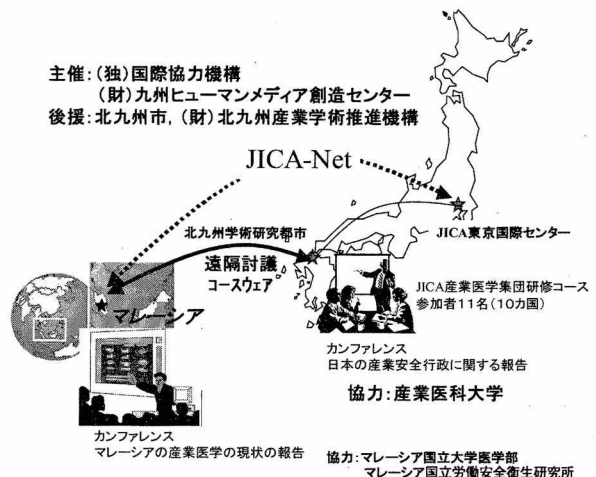 主催:(独)国際協力機構
(財)九州ヒューマンメディア創造センター
後援:北九州市,(財)北九州産業学術推進機構
JICA-Net
北九州学術研究都市
JICA東京国際センター
遠隔討議
コースウェア
マレーシア
JICA産業医学集団研修コース
参加者11名(10カ国)
カンファレンス
日本の産業安全行政に関する報告
協力:産業医科大学
カンファレンス
マレーシアの産業医学の現状の報告
協力:マレーシア国立大学医学部
マレーシア国立労働安全衛生研究所